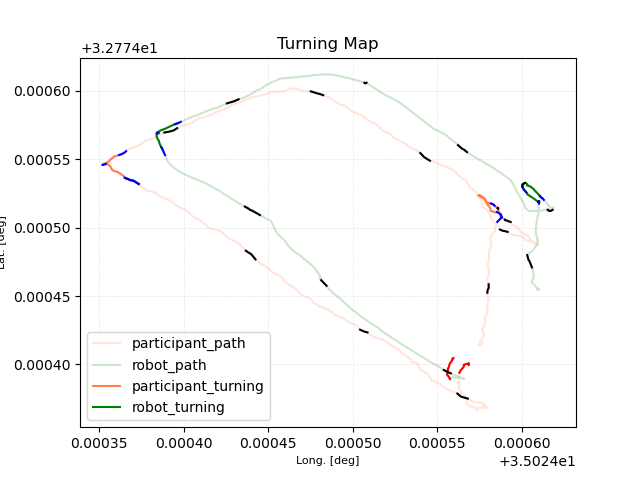 Turning Map
+3.2774e1
0.00060
0.00055
0.00050
0.00045
0.00040
Lat. [deg]
participant_path
robot_path
participant_turning
robot_turning
0.00035 0.00040 0.00045 0.00050 0.00055 0.00060
Long. [deg]
+3.5024e1